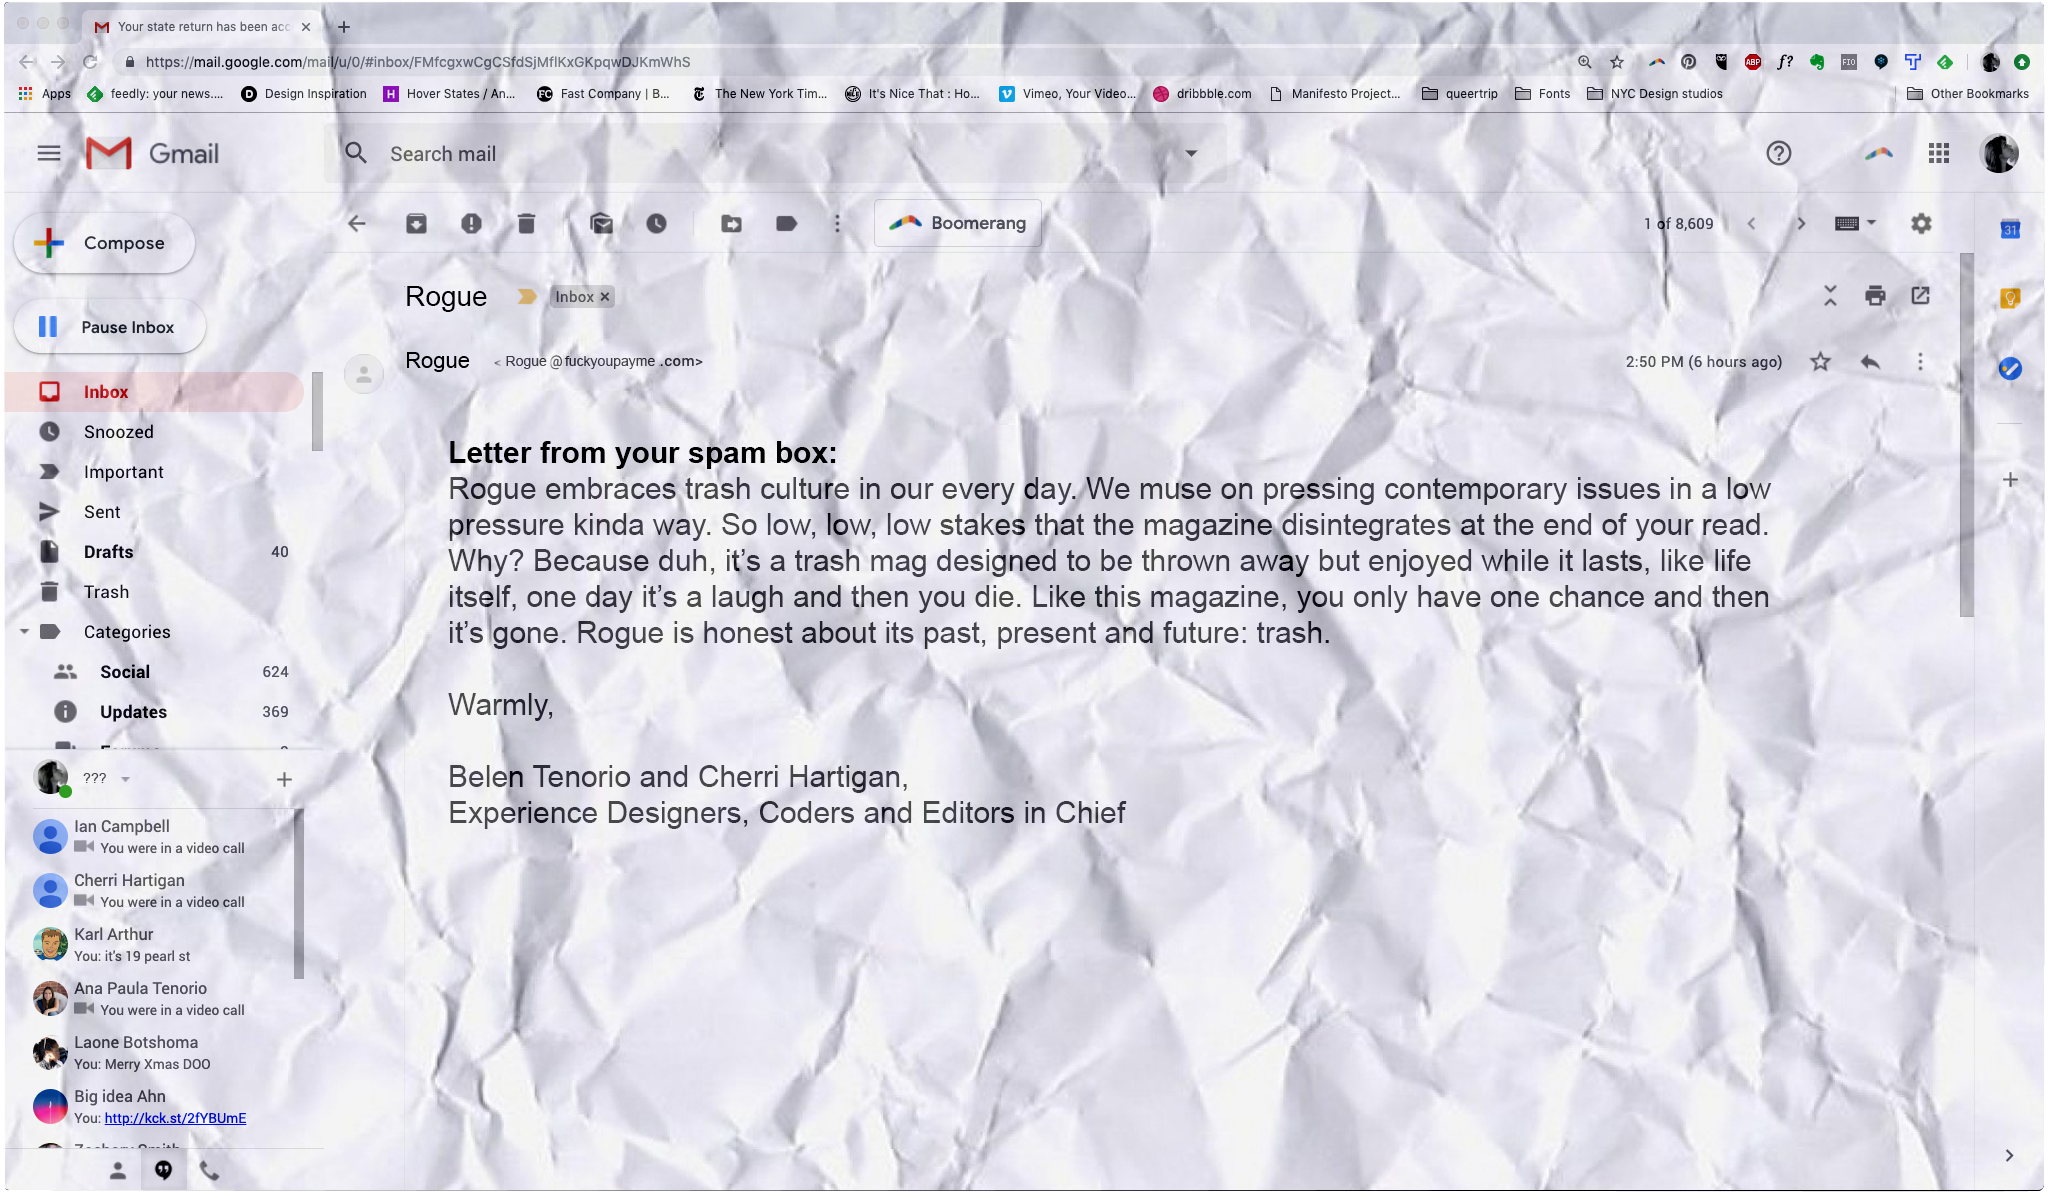 Your state return has been acc
https://mail.google.com/mail/u/0/#inbox/FMfcgxwCgCSfdSjMflKxGKpqwDJKmWhS
ABP f? FIO
Apps feedly: your news.... Design Inspiration Hover States / An... Fast Company | B... The New York Tim... It's Nice That : Ho... Vimeo, Your Video... dribbble.com Manifesto Project... queertrip Fonts NYC Design studios Other Bookmarks
Gmail
Search mail
Compose
Boomerang
1 of 8,609
31
Pause Inbox
Rogue Inbox ×
Rogue < Rogue @ fuckyoupayme .com>
2:50 PM (6 hours ago)
Inbox
Snoozed
Important
Sent
Drafts 40
Trash
Categories
Social 624
Updates 369
Letter from your spam box:
Rogue embraces trash culture in our every day. We muse on pressing contemporary issues in a low
pressure kinda way. So low, low, low stakes that the magazine disintegrates at the end of your read.
Why? Because duh, it’s a trash mag designed to be thrown away but enjoyed while it lasts, like life
itself, one day it’s a laugh and then you die. Like this magazine, you only have one chance and then
it’s gone. Rogue is honest about its past, present and future: trash.
Warmly,
Belen Tenorio and Cherri Hartigan,
Experience Designers, Coders and Editors in Chief
???
Ian Campbell
You were in a video call
Cherri Hartigan
You were in a video call
Karl Arthur
You: it's 19 pearl st
Ana Paula Tenorio
You were in a video call
Laone Botshoma
You: Merry Xmas DOO
Big idea Ahn
You: http://kck.st/2fYBUmE